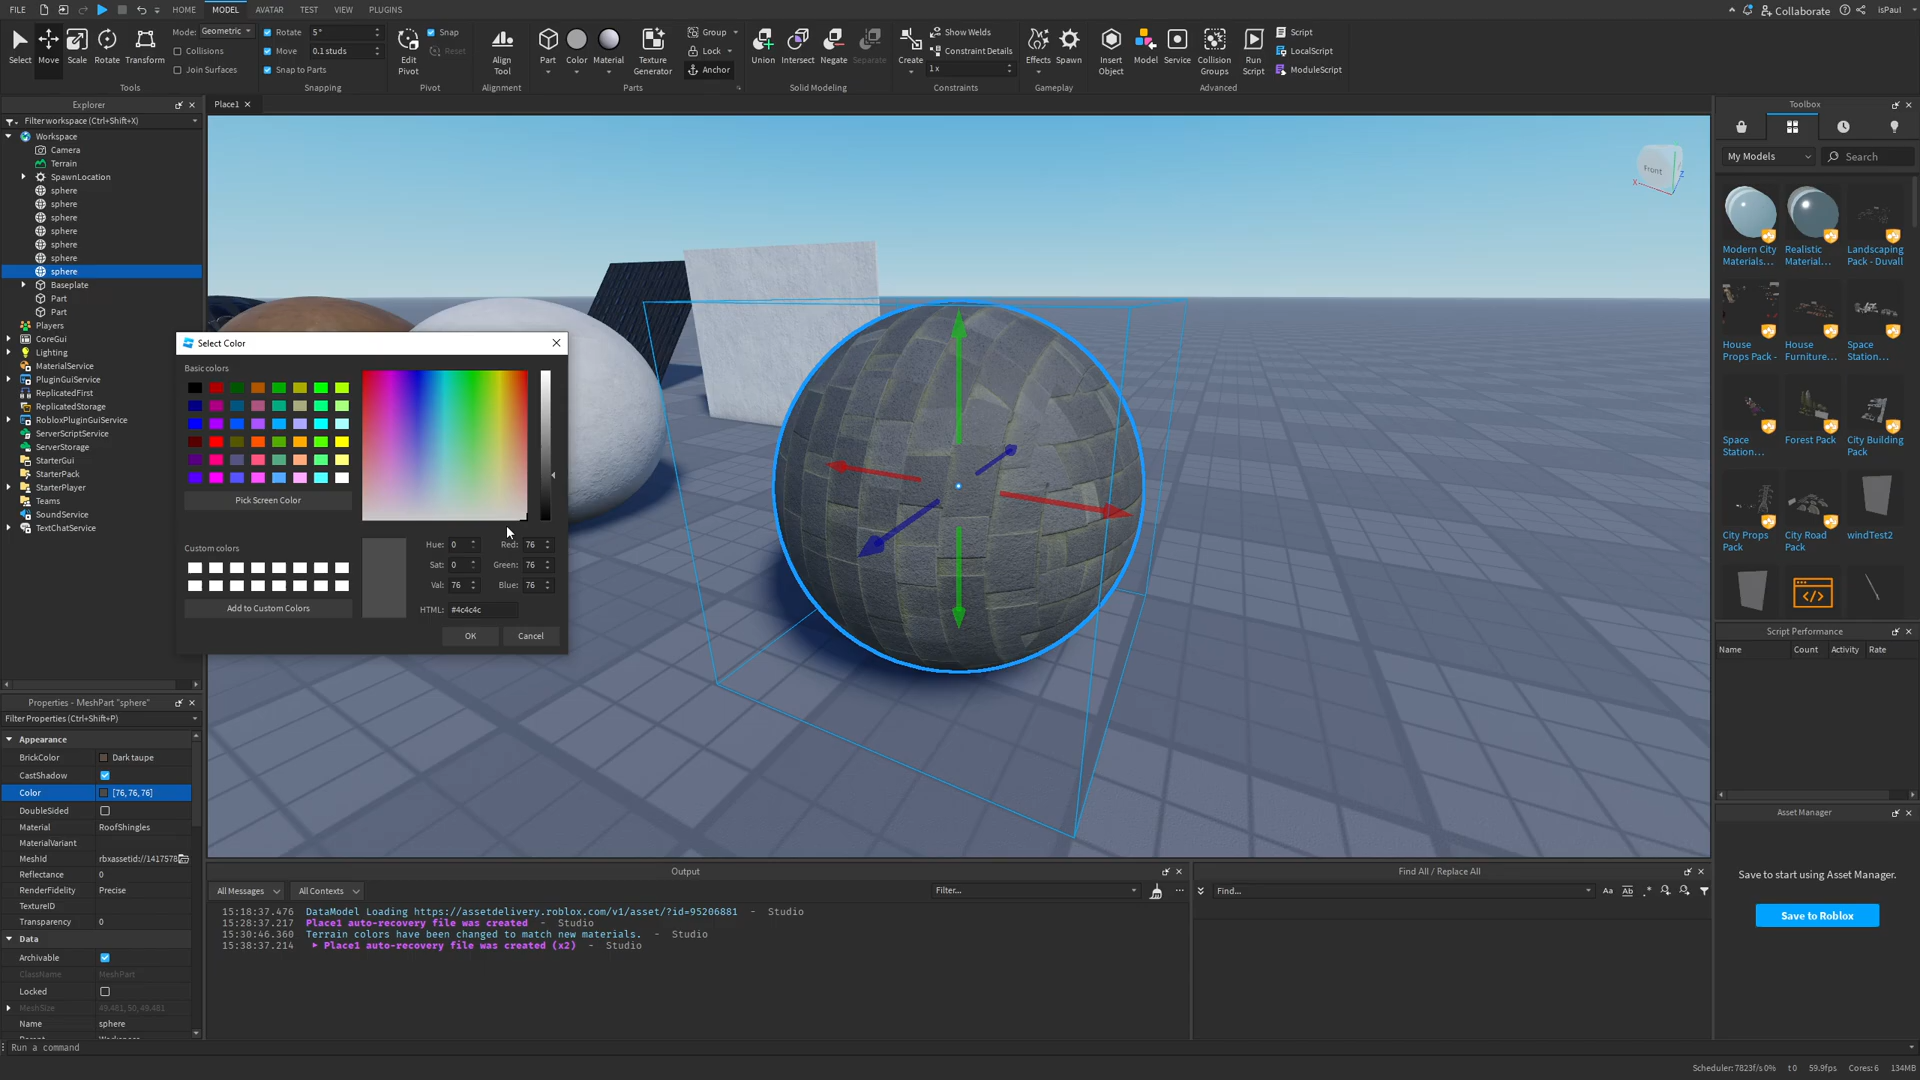 FILE HOME MODEL AVATAR TEST VIEW PLUGINS Collaborate isPaul
Select Move Scale Rotate Transform
Mode: Geometric
Collisions
Join Surfaces
Tools
Rotate 5°
Move 0.1 studs
Snap to Parts
Snapping
Edit Pivot
Snap
Reset
Pivot
Align Tool
Alignment
Part Color Material Texture Generator
Group
Lock
Anchor
Parts
Union Intersect Negate Separate
Solid Modeling
Create
Show Welds
Constraint Details
1 x
Constraints
Effects Spawn
Gameplay
Insert Object Model Service Collision Groups Run Script
Script
LocalScript
ModuleScript
Advanced
Explorer
Filter workspace (Ctrl+Shift+X)
Workspace
Camera
Terrain
SpawnLocation
sphere
sphere
sphere
sphere
sphere
sphere
sphere
Baseplate
Part
Part
Players
CoreGui
Lighting
MaterialService
PluginGuiService
ReplicatedFirst
ReplicatedStorage
RobloxPluginGuiService
ServerScriptService
ServerStorage
StarterGui
StarterPack
StarterPlayer
Teams
SoundService
TextChatService
Place1
Front
X
Z
Select Color
Basic colors
Pick Screen Color
Custom colors
Add to Custom Colors
Hue: 0 Red: 76
Sat: 0 Green: 76
Val: 76 Blue: 76
HTML: #4c4c4c
OK Cancel
Properties - MeshPart "sphere"
Filter Properties (Ctrl+Shift+P)
Appearance
BrickColor Dark taupe
CastShadow
Color [76, 76, 76]
DoubleSided
Material RoofShingles
MaterialVariant
MeshId rbxassetid://1417578
Reflectance 0
RenderFidelity Precise
TextureID
Transparency 0
Data
Archivable
ClassName MeshPart
Locked
MeshSize 49.481, 50, 49.481
Name sphere
Run a command
Output
All Messages All Contexts Filter...
15:18:37.476 DataModel Loading https://assetdelivery.roblox.com/v1/asset/?id=95206881 - Studio
15:28:37.217 Place1 auto-recovery file was created - Studio
15:30:46.360 Terrain colors have been changed to match new materials. - Studio
15:38:37.214 Place1 auto-recovery file was created (x2) - Studio
Find All / Replace All
Find...
Aa Ab .*
Toolbox
My Models Search
Modern City Materials...
Realistic Material...
Landscaping Pack - Duvall
House Props Pack -
House Furniture...
Space Station...
Space Station...
Forest Pack
City Building Pack
City Props Pack
City Road Pack
windTest2
Script Performance
Name Count Activity Rate
Asset Manager
Save to start using Asset Manager.
Save to Roblox
Scheduler: 7823f/s 0% t 0 59.9fps Cores: 6 134MB